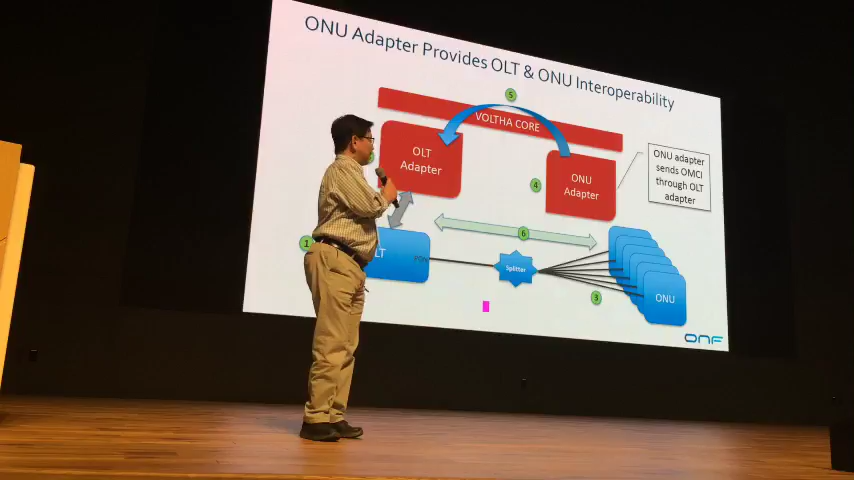 ONU Adapter Provides OLT & ONU Interoperability
5
VOLTHA CORE
OLT
Adapter
ONU
Adapter
4
ONU adapter
sends OMCI
through OLT
adapter
1
LT
PON
6
Splitter
3
ONU
ONF